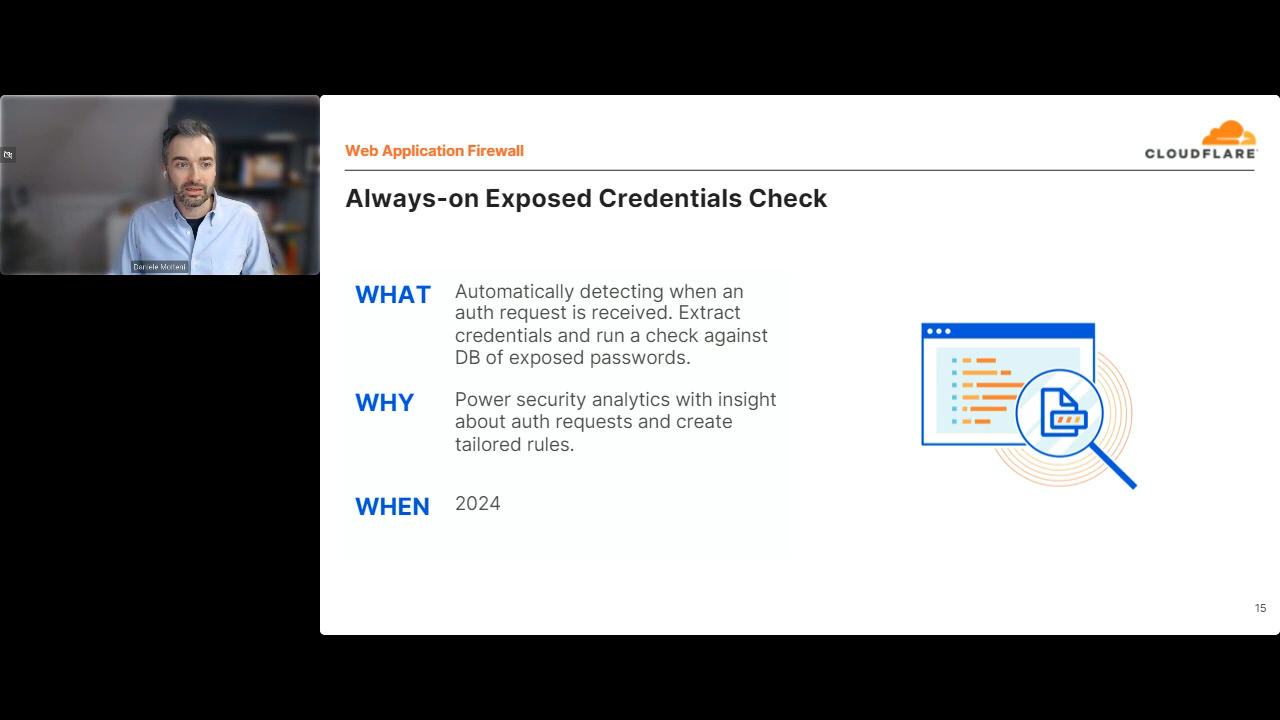 Daniele Molteni
Web Application Firewall
CLOUDFLARE
Always-on Exposed Credentials Check
WHAT
Automatically detecting when an
auth request is received. Extract
credentials and run a check against
DB of exposed passwords.
WHY
Power security analytics with insight
about auth requests and create
tailored rules.
WHEN
2024
15